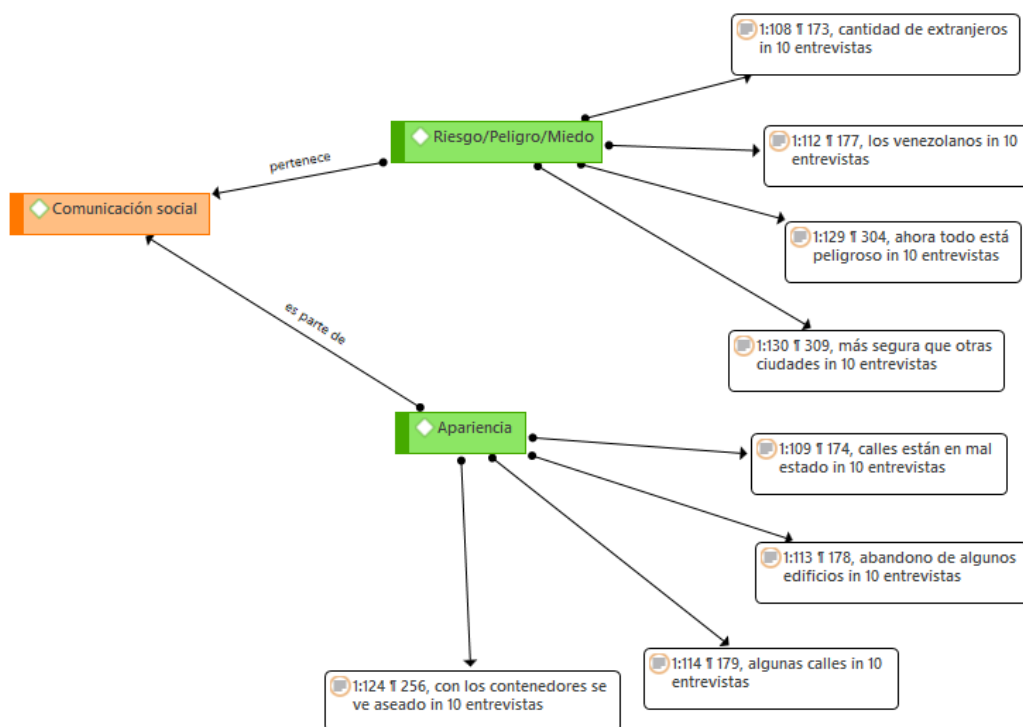 1:108 ¶ 173, cantidad de extranjeros
in 10 entrevistas
Riesgo/Peligro/Miedo
1:112 ¶ 177, los venezolanos in 10
entrevistas
pertenece
Comunicación social
1:129 ¶ 304, ahora todo está
peligroso in 10 entrevistas
es parte de
1:130 ¶ 309, más segura que otras
ciudades in 10 entrevistas
Apariencia
1:109 ¶ 174, calles están en mal
estado in 10 entrevistas
1:113 ¶ 178, abandono de algunos
edificios in 10 entrevistas
1:114 ¶ 179, algunas calles in 10
entrevistas
1:124 ¶ 256, con los contenedores se
ve aseado in 10 entrevistas